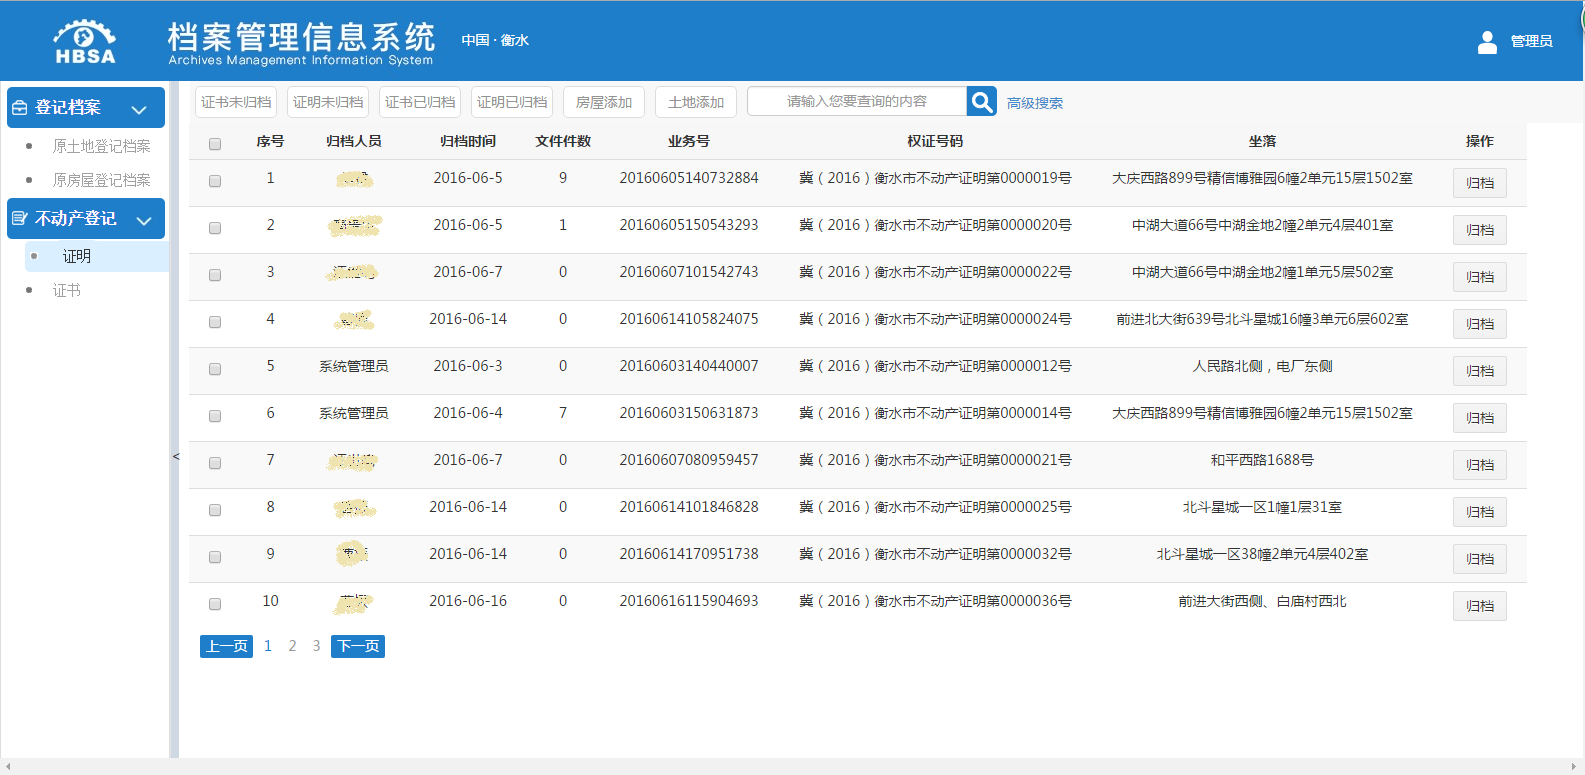 HBSA
档案管理信息系统
Archives Management Information System
中国 · 衡水
管理员
登记档案
原土地登记档案
原房屋登记档案
不动产登记
证明
证书
<
证书未归档 证明未归档 证书已归档 证明已归档 房屋添加 土地添加 请输入您要查询的内容 高级搜索
序号 归档人员 归档时间 文件件数 业务号 权证号码 坐落 操作
1 2016-06-5 9 20160605140732884 冀（2016）衡水市不动产证明第0000019号 大庆西路899号精信博雅园6幢2单元15层1502室 归档
2 2016-06-5 1 20160605150543293 冀（2016）衡水市不动产证明第0000020号 中湖大道66号中湖金地2幢2单元4层401室 归档
3 2016-06-7 0 20160607101542743 冀（2016）衡水市不动产证明第0000022号 中湖大道66号中湖金地2幢1单元5层502室 归档
4 2016-06-14 0 20160614105824075 冀（2016）衡水市不动产证明第0000024号 前进北大街639号北斗星城16幢3单元6层602室 归档
5 系统管理员 2016-06-3 0 20160603140440007 冀（2016）衡水市不动产证明第0000012号 人民路北侧，电厂东侧 归档
6 系统管理员 2016-06-4 7 20160603150631873 冀（2016）衡水市不动产证明第0000014号 大庆西路899号精信博雅园6幢2单元15层1502室 归档
7 2016-06-7 0 20160607080959457 冀（2016）衡水市不动产证明第0000021号 和平西路1688号 归档
8 2016-06-14 0 20160614101846828 冀（2016）衡水市不动产证明第0000025号 北斗星城一区1幢1层31室 归档
9 2016-06-14 0 20160614170951738 冀（2016）衡水市不动产证明第0000032号 北斗星城一区38幢2单元4层402室 归档
10 2016-06-16 0 20160616115904693 冀（2016）衡水市不动产证明第0000036号 前进大街西侧、白庙村西北 归档
上一页 1 2 3 下一页